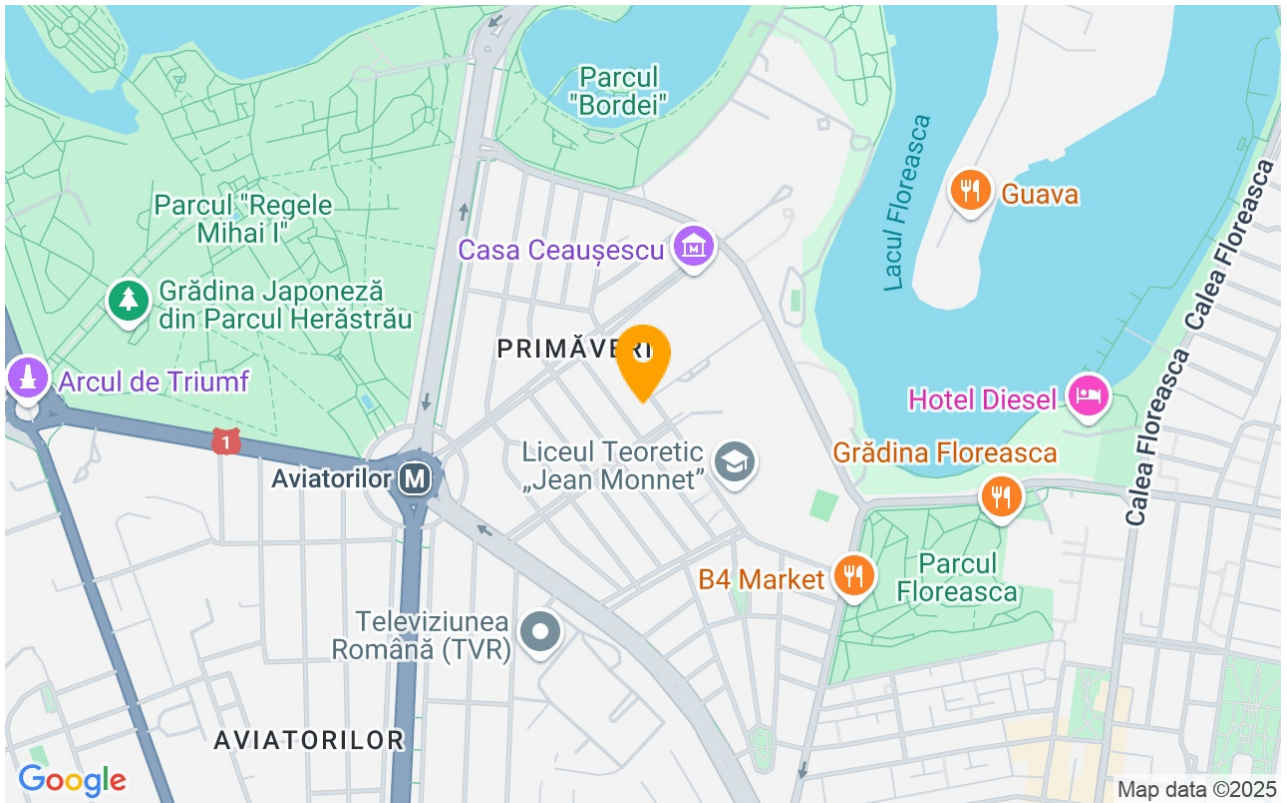 Parcul
"Bordei"
Lacul Floreasca
Guava
Calea Floreasca
Parcul "Regele
Mihai I"
Casa Ceaușescu
Grădina Japoneză
din Parcul Herăstrău
PRIMĂVERI
Arcul de Triumf
Calea Floreasca
Hotel Diesel
1
Liceul Teoretic
„Jean Monnet”
Grădina Floreasca
Aviatorilor M
Parcul
Floreasca
B4 Market
Televiziunea
Română (TVR)
AVIATORILOR
Google
Map data ©2025